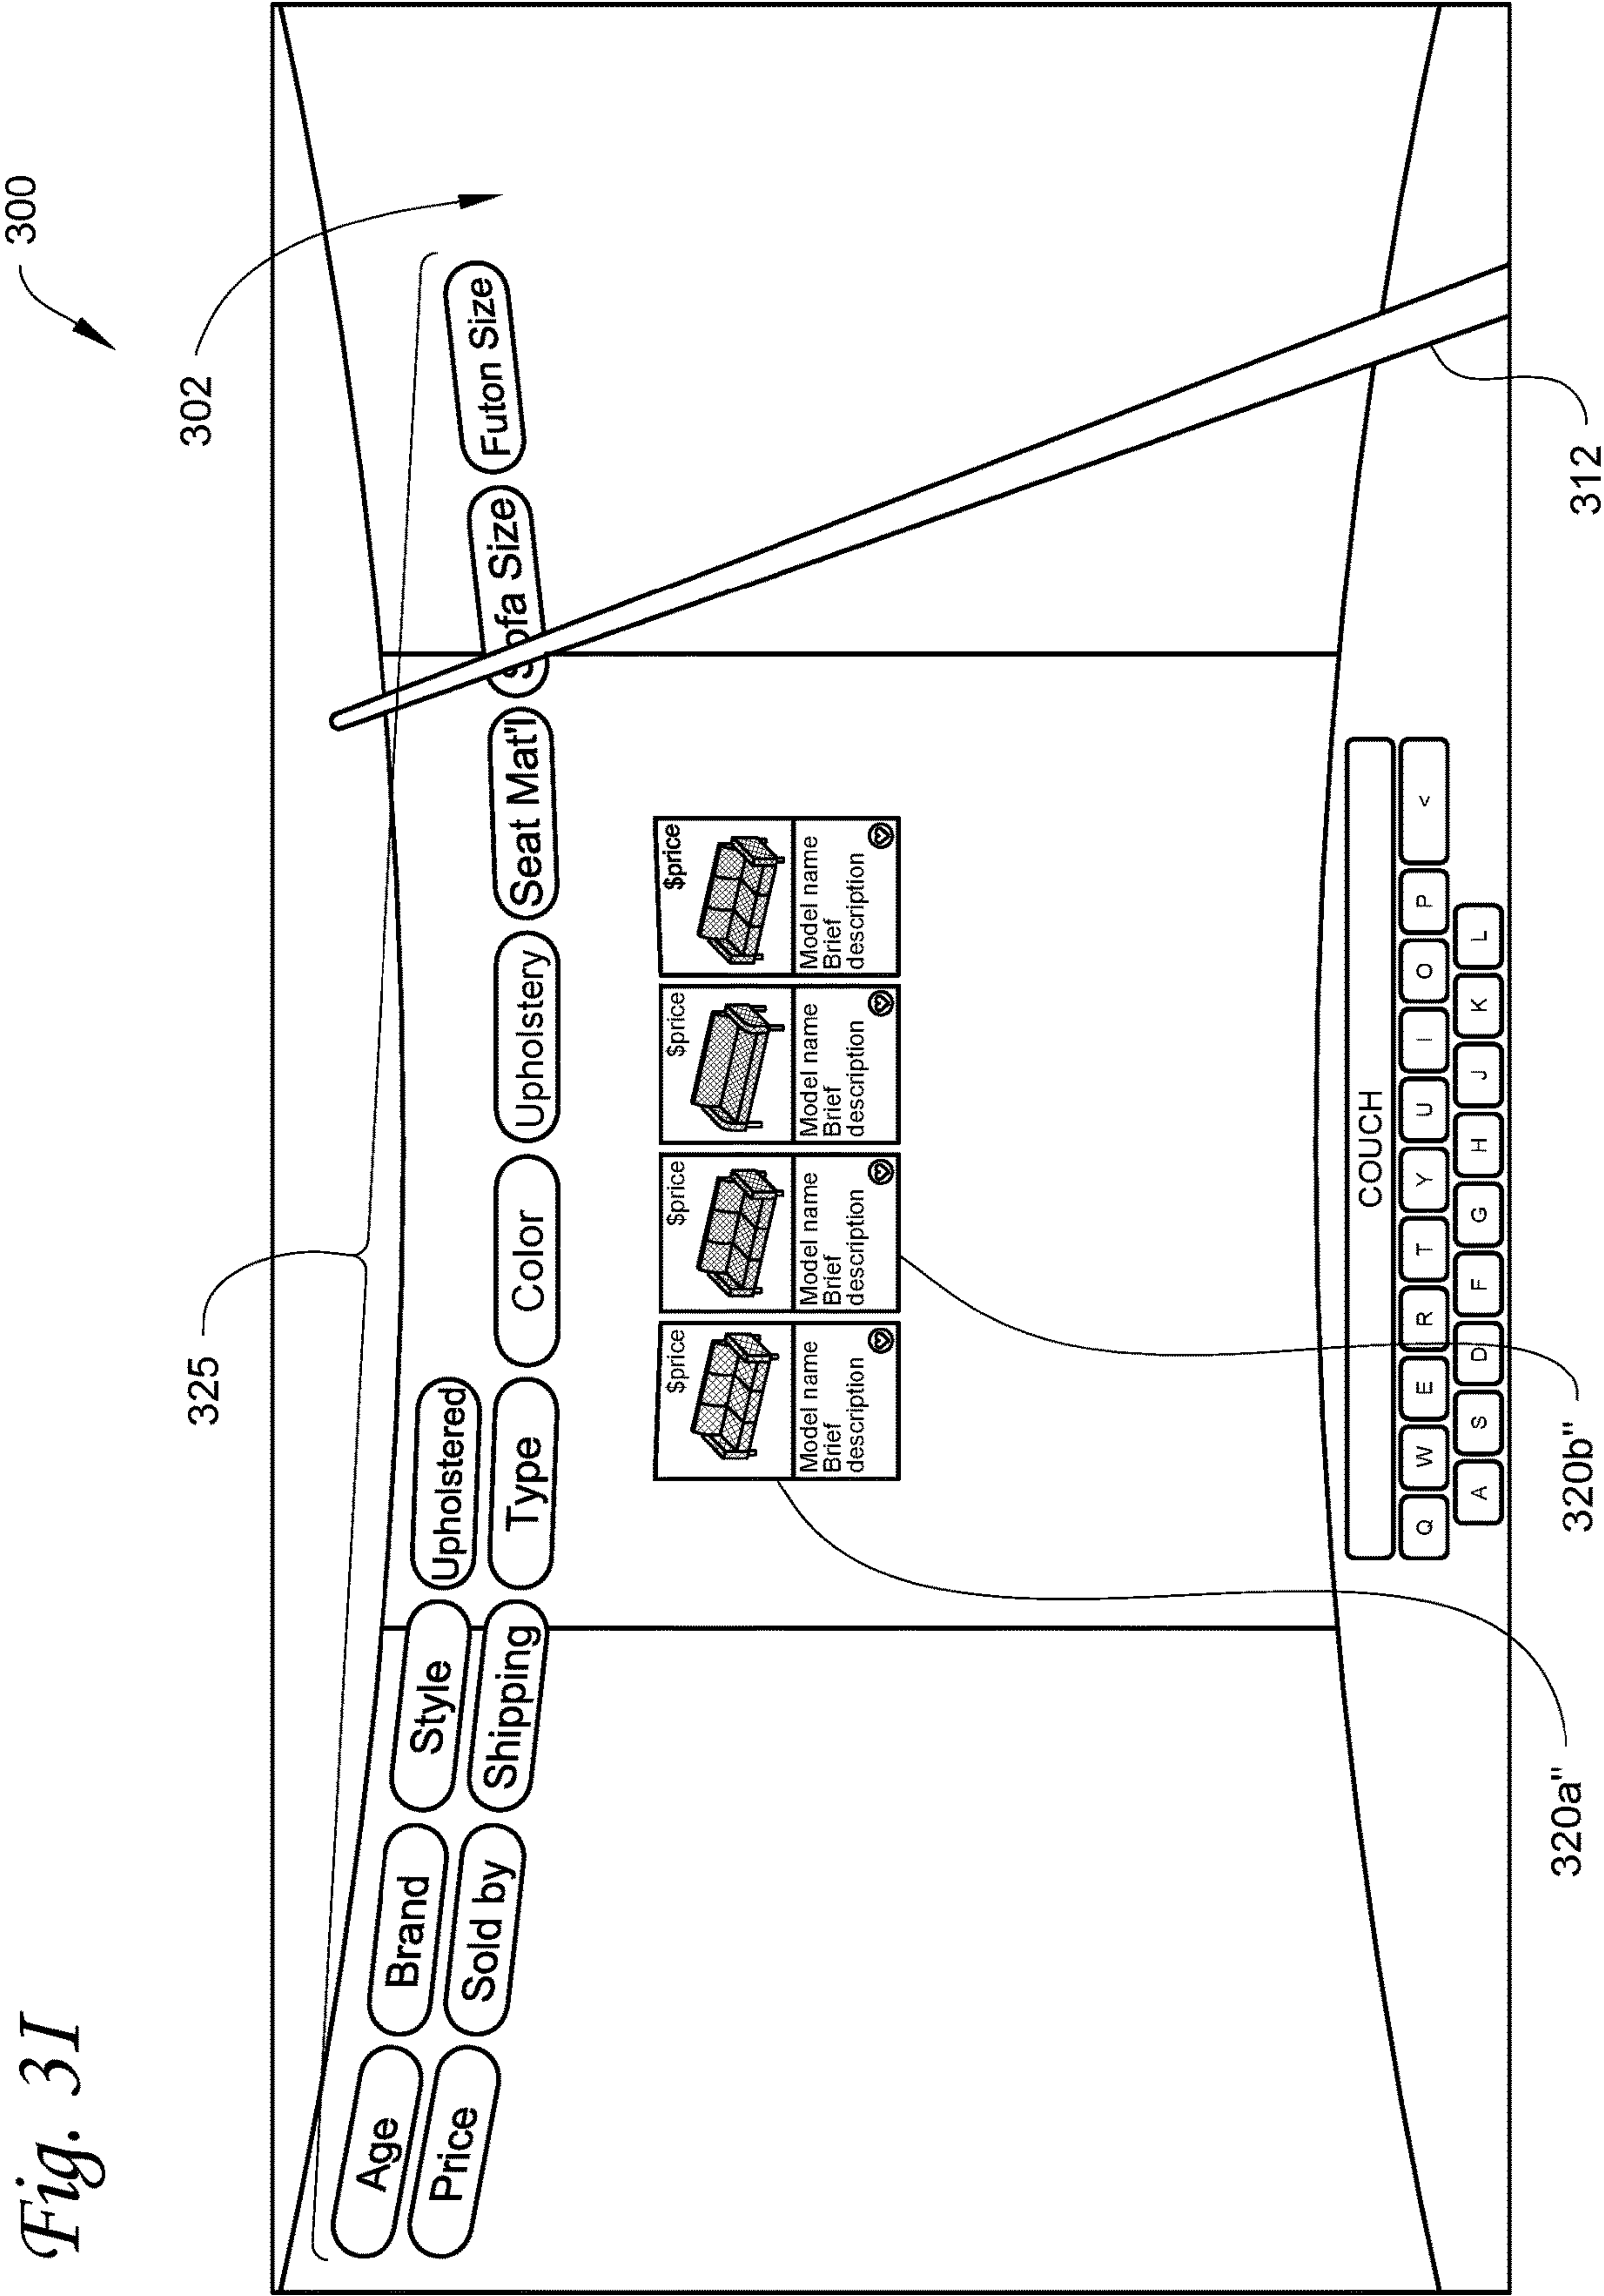 Fig. 3I
300
302
325
Age
Brand
Style
Upholstered
Price
Sold by
Shipping
Type
Color
Upholstery
Seat Mat'l
Sofa Size
Futon Size
$price
$price
$price
$price
Model name
Brief
description
Model name
Brief
description
Model name
Brief
description
Model name
Brief
description
COUCH
Q W E R T Y U I O P <
A S D F G H J K L
320a"
320b"
312